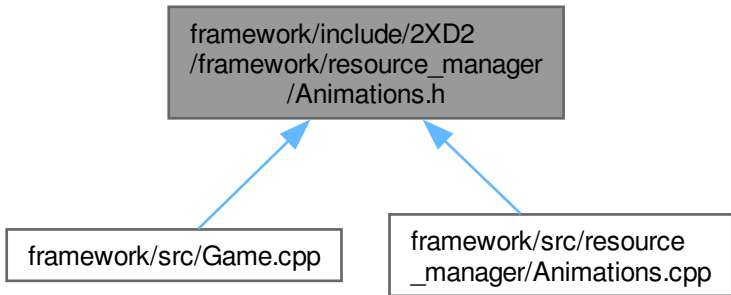 framework/include/2XD2
/framework/resource_manager
/Animations.h
framework/src/Game.cpp
framework/src/resource
_manager/Animations.cpp